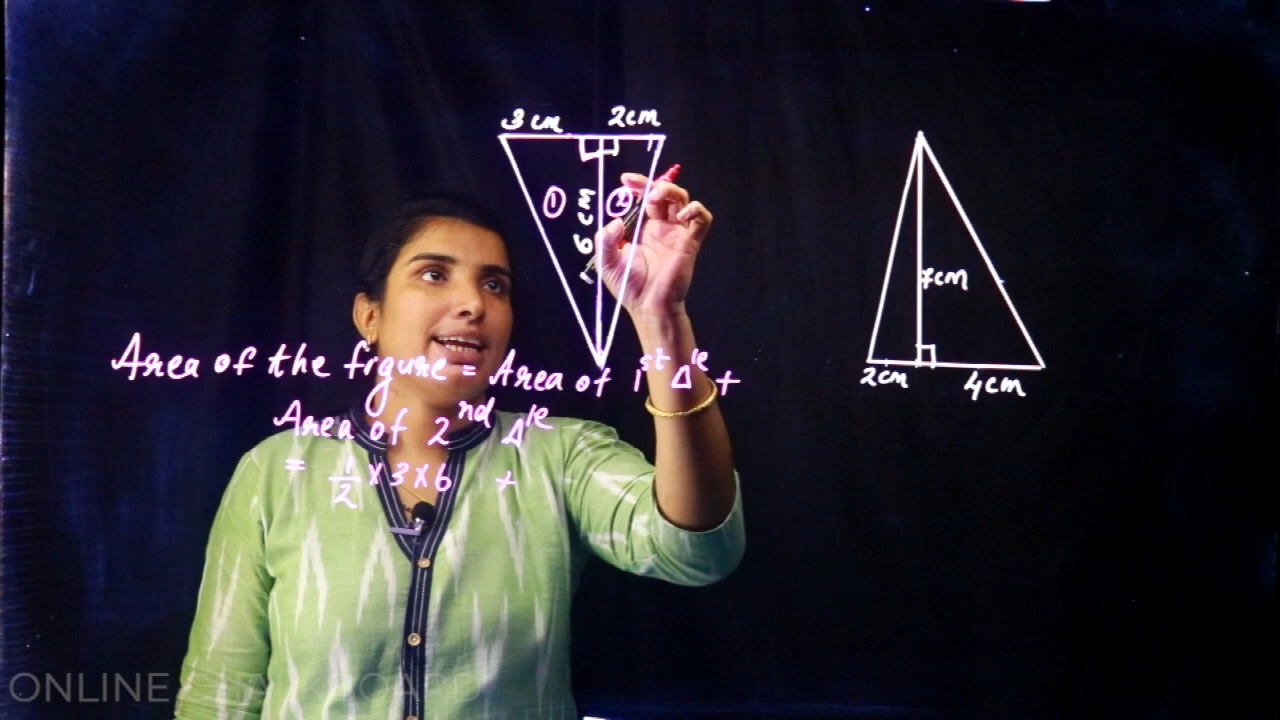 3 cm 2cm
① 6 cm ②
7cm
2cm 4cm
Area of the figure = Area of 1st Δle +
Area of 2nd Δle
= 1/2 × 3 × 6 +
ONLINE